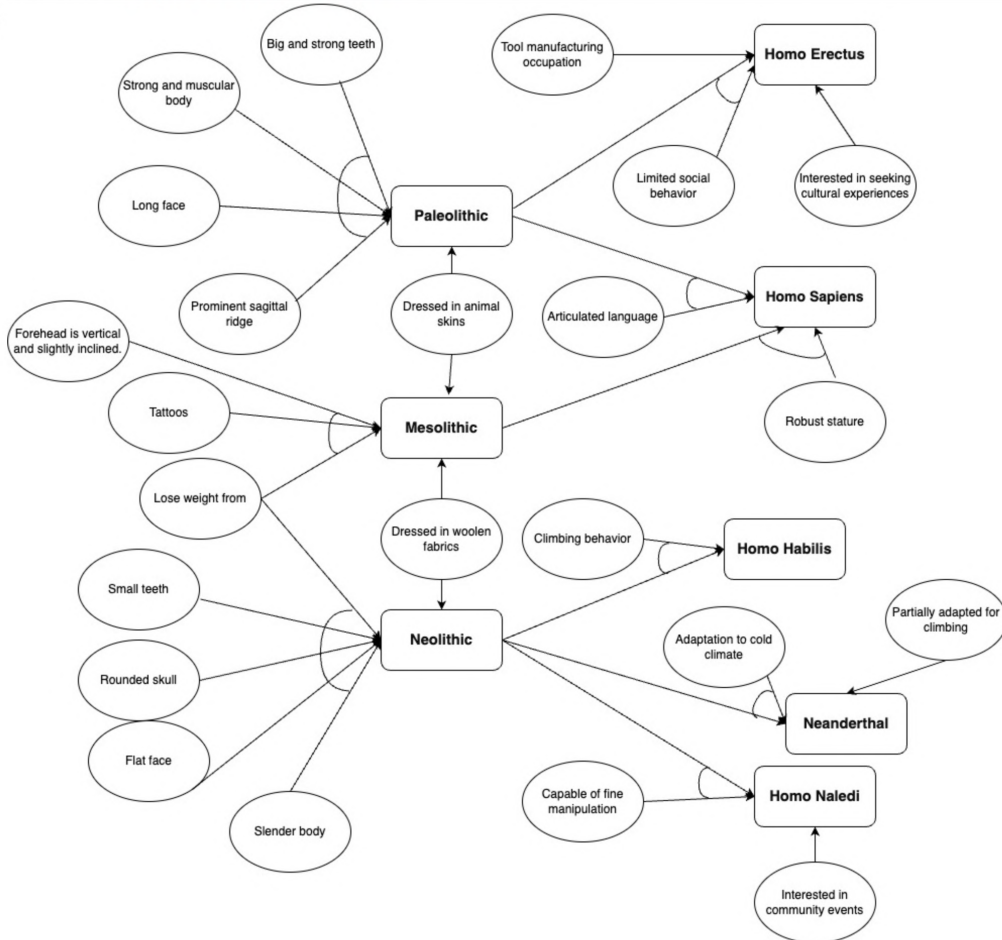 Big and strong teeth
Tool manufacturing
occupation
Homo Erectus
Strong and muscular
body
Limited social
behavior
Interested in seeking
cultural experiences
Long face
Paleolithic
Prominent sagittal
ridge
Dressed in animal
skins
Articulated language
Homo Sapiens
Forehead is vertical
and slightly inclined.
Tattoos
Mesolithic
Robust stature
Lose weight from
Dressed in woolen
fabrics
Climbing behavior
Homo Habilis
Small teeth
Neolithic
Adaptation to cold
climate
Partially adapted for
climbing
Rounded skull
Neanderthal
Flat face
Capable of fine
manipulation
Homo Naledi
Slender body
Interested in
community events